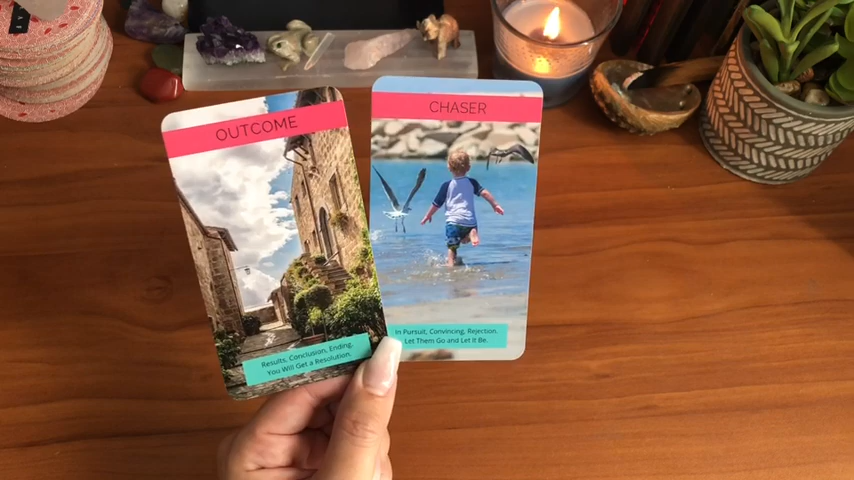 OUTCOME
Results, Conclusion, Ending.
You Will Get a Resolution.
CHASER
In Pursuit, Convincing, Rejection.
Let Them Go and Let It Be.